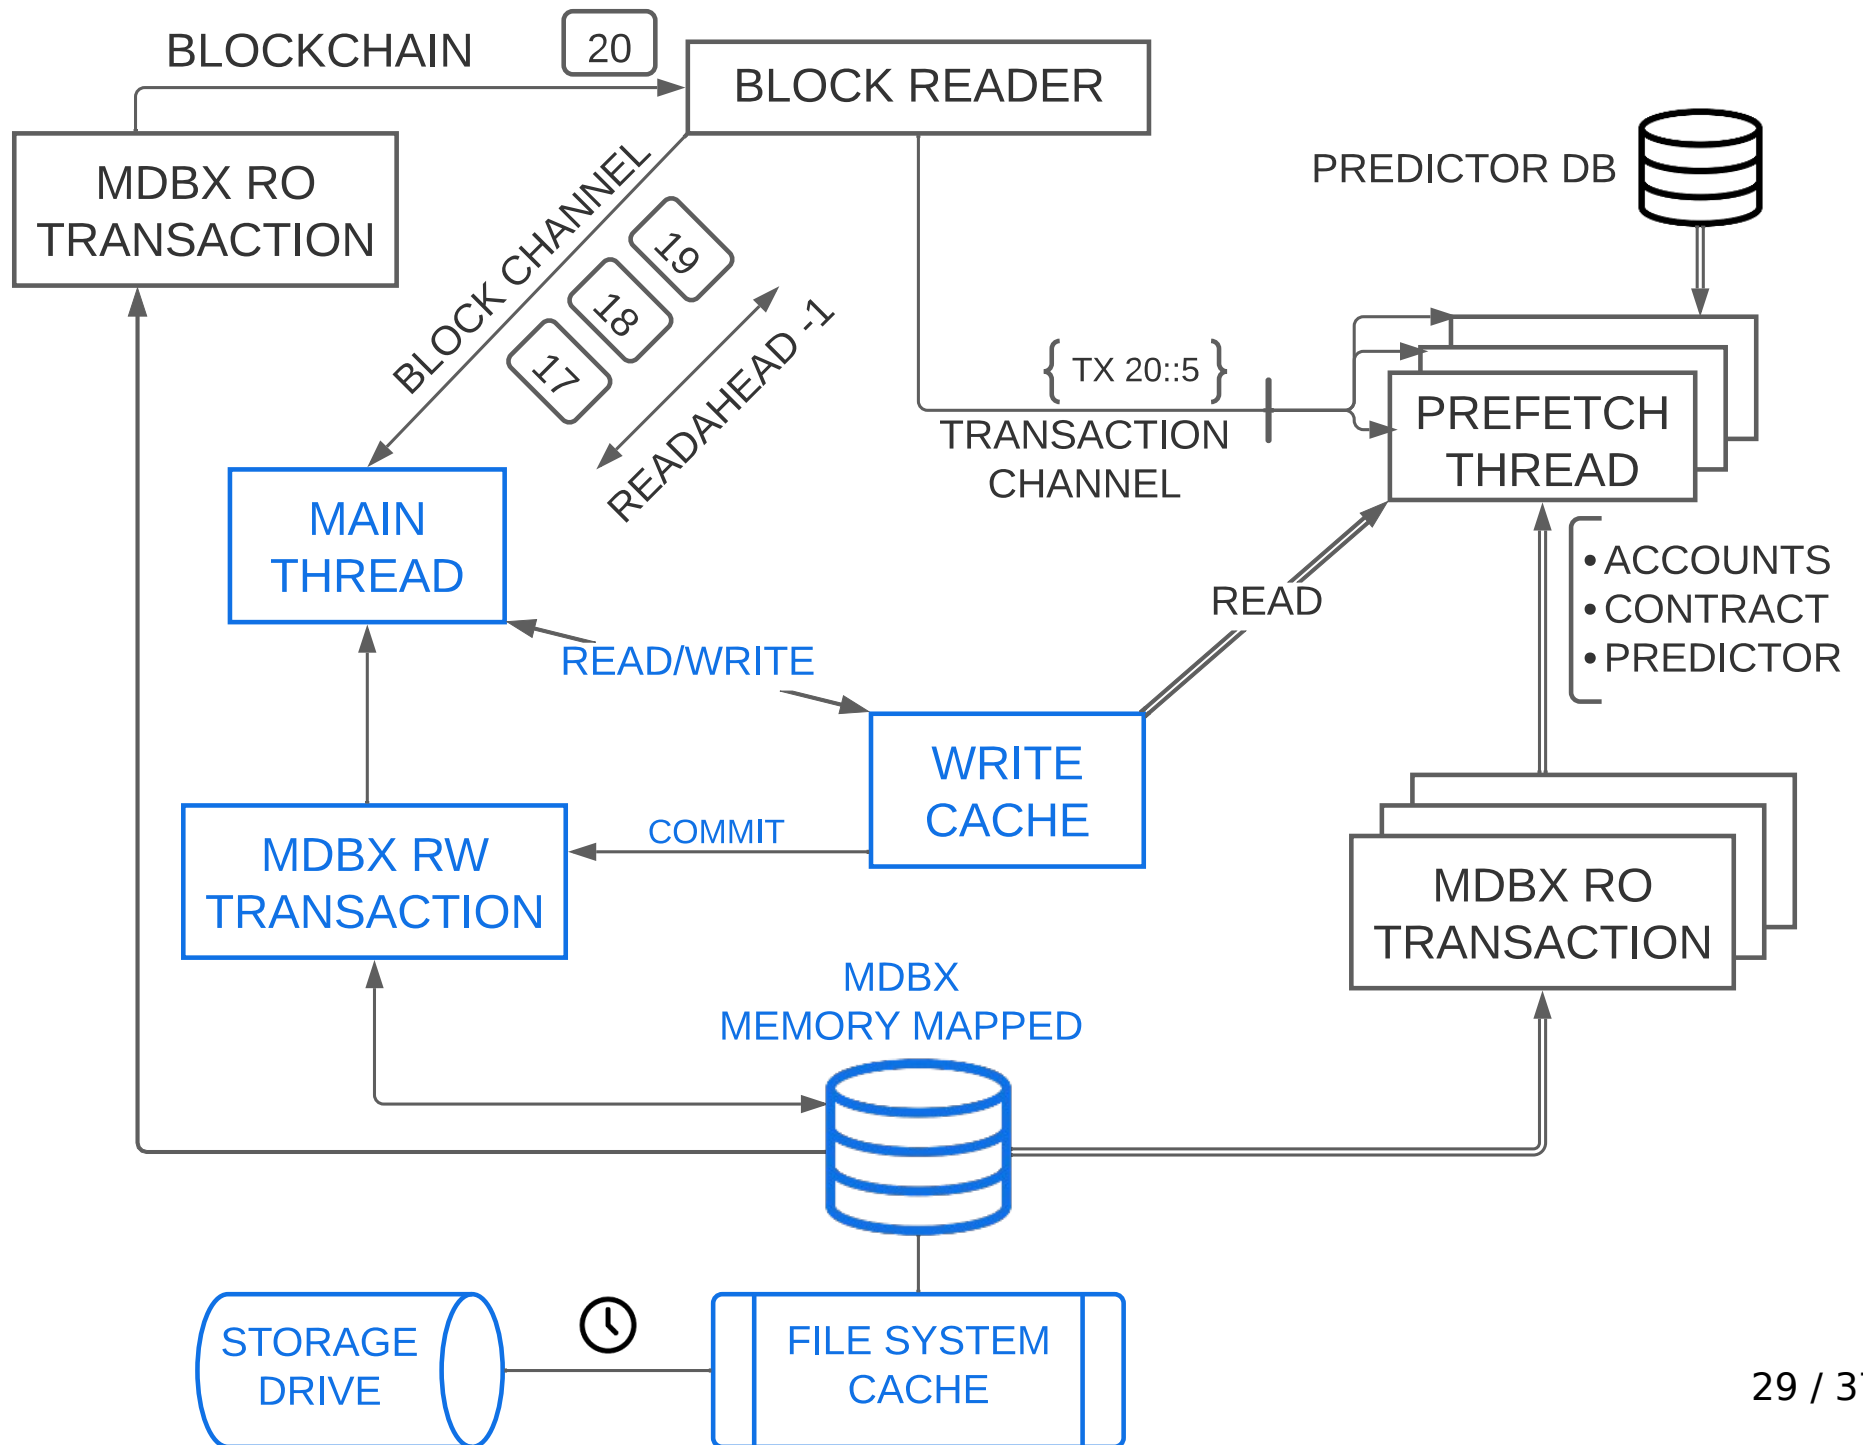 BLOCKCHAIN
20
BLOCK READER
MDBX RO
TRANSACTION
PREDICTOR DB
BLOCK CHANNEL
19
18
17
READAHEAD -1
{ TX 20::5 }
TRANSACTION
CHANNEL
PREFETCH
THREAD
MAIN
THREAD
• ACCOUNTS
• CONTRACT
• PREDICTOR
READ
READ/WRITE
WRITE
CACHE
COMMIT
MDBX RW
TRANSACTION
MDBX RO
TRANSACTION
MDBX
MEMORY MAPPED
STORAGE
DRIVE
FILE SYSTEM
CACHE
29 / 37